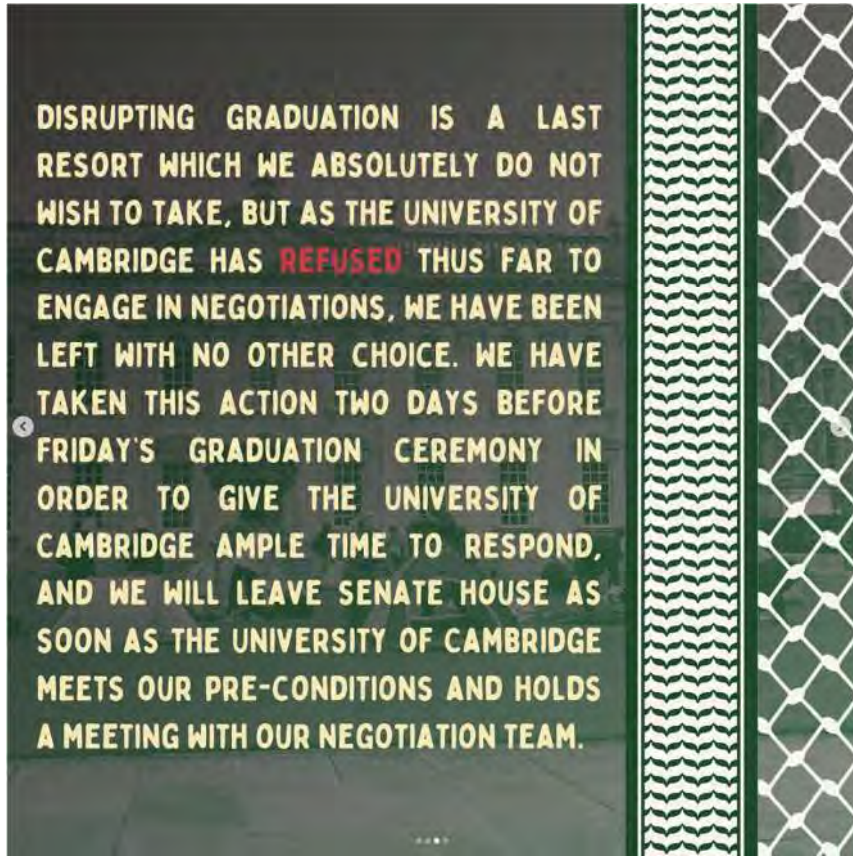 DISRUPTING GRADUATION IS A LAST
RESORT WHICH WE ABSOLUTELY DO NOT
WISH TO TAKE, BUT AS THE UNIVERSITY OF
CAMBRIDGE HAS REFUSED THUS FAR TO
ENGAGE IN NEGOTIATIONS, WE HAVE BEEN
LEFT WITH NO OTHER CHOICE. WE HAVE
TAKEN THIS ACTION TWO DAYS BEFORE
FRIDAY'S GRADUATION CEREMONY IN
ORDER TO GIVE THE UNIVERSITY OF
CAMBRIDGE AMPLE TIME TO RESPOND,
AND WE WILL LEAVE SENATE HOUSE AS
SOON AS THE UNIVERSITY OF CAMBRIDGE
MEETS OUR PRE-CONDITIONS AND HOLDS
A MEETING WITH OUR NEGOTIATION TEAM.